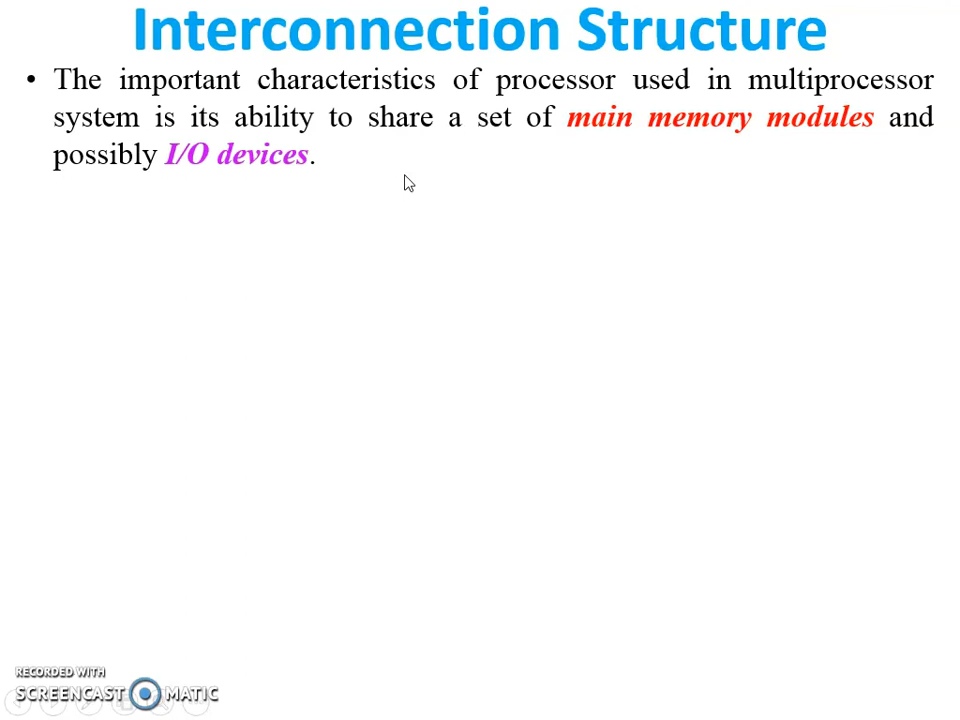 Interconnection Structure
• The important characteristics of processor used in multiprocessor
system is its ability to share a set of main memory modules and
possibly I/O devices.
RECORDED WITH
SCREENCAST MATIC